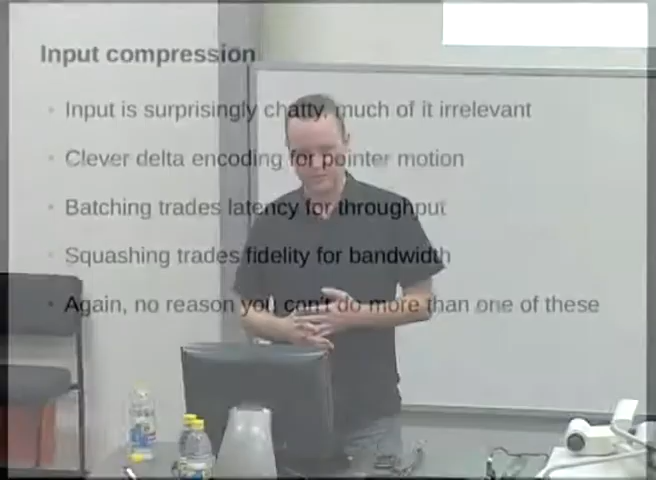 Input compression
Input is surprisingly chatty, much of it irrelevant
Clever delta encoding for pointer motion
Batching trades latency for throughput
Squashing trades fidelity for bandwidth
Again, no reason you can't do more than one of these